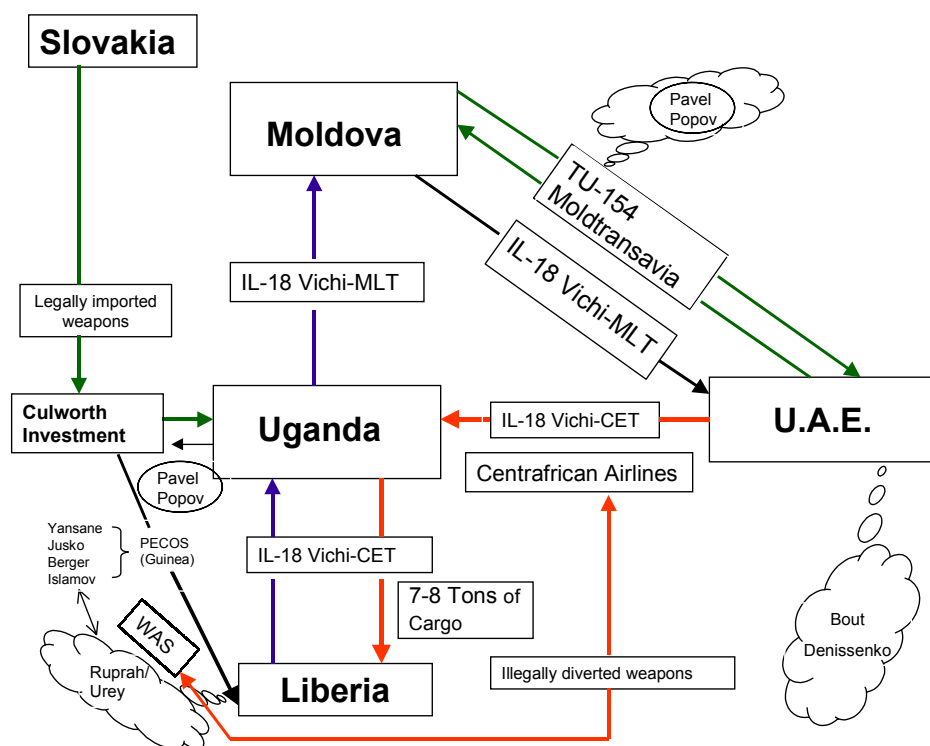 Slovakia
Moldova
Pavel
Popov
TU-154
Moldtransavia
IL-18 Vichi-MLT
IL-18 Vichi-MLT
Legally imported
weapons
Culworth
Investment
Uganda
IL-18 Vichi-CET
U.A.E.
Centrafrican Airlines
Pavel
Popov
Yansane
Jusko
Berger
Islamov
PECOS
(Guinea)
IL-18 Vichi-CET
7-8 Tons of
Cargo
WAS
Ruprah/
Urey
Liberia
Illegally diverted weapons
Bout
Denissenko